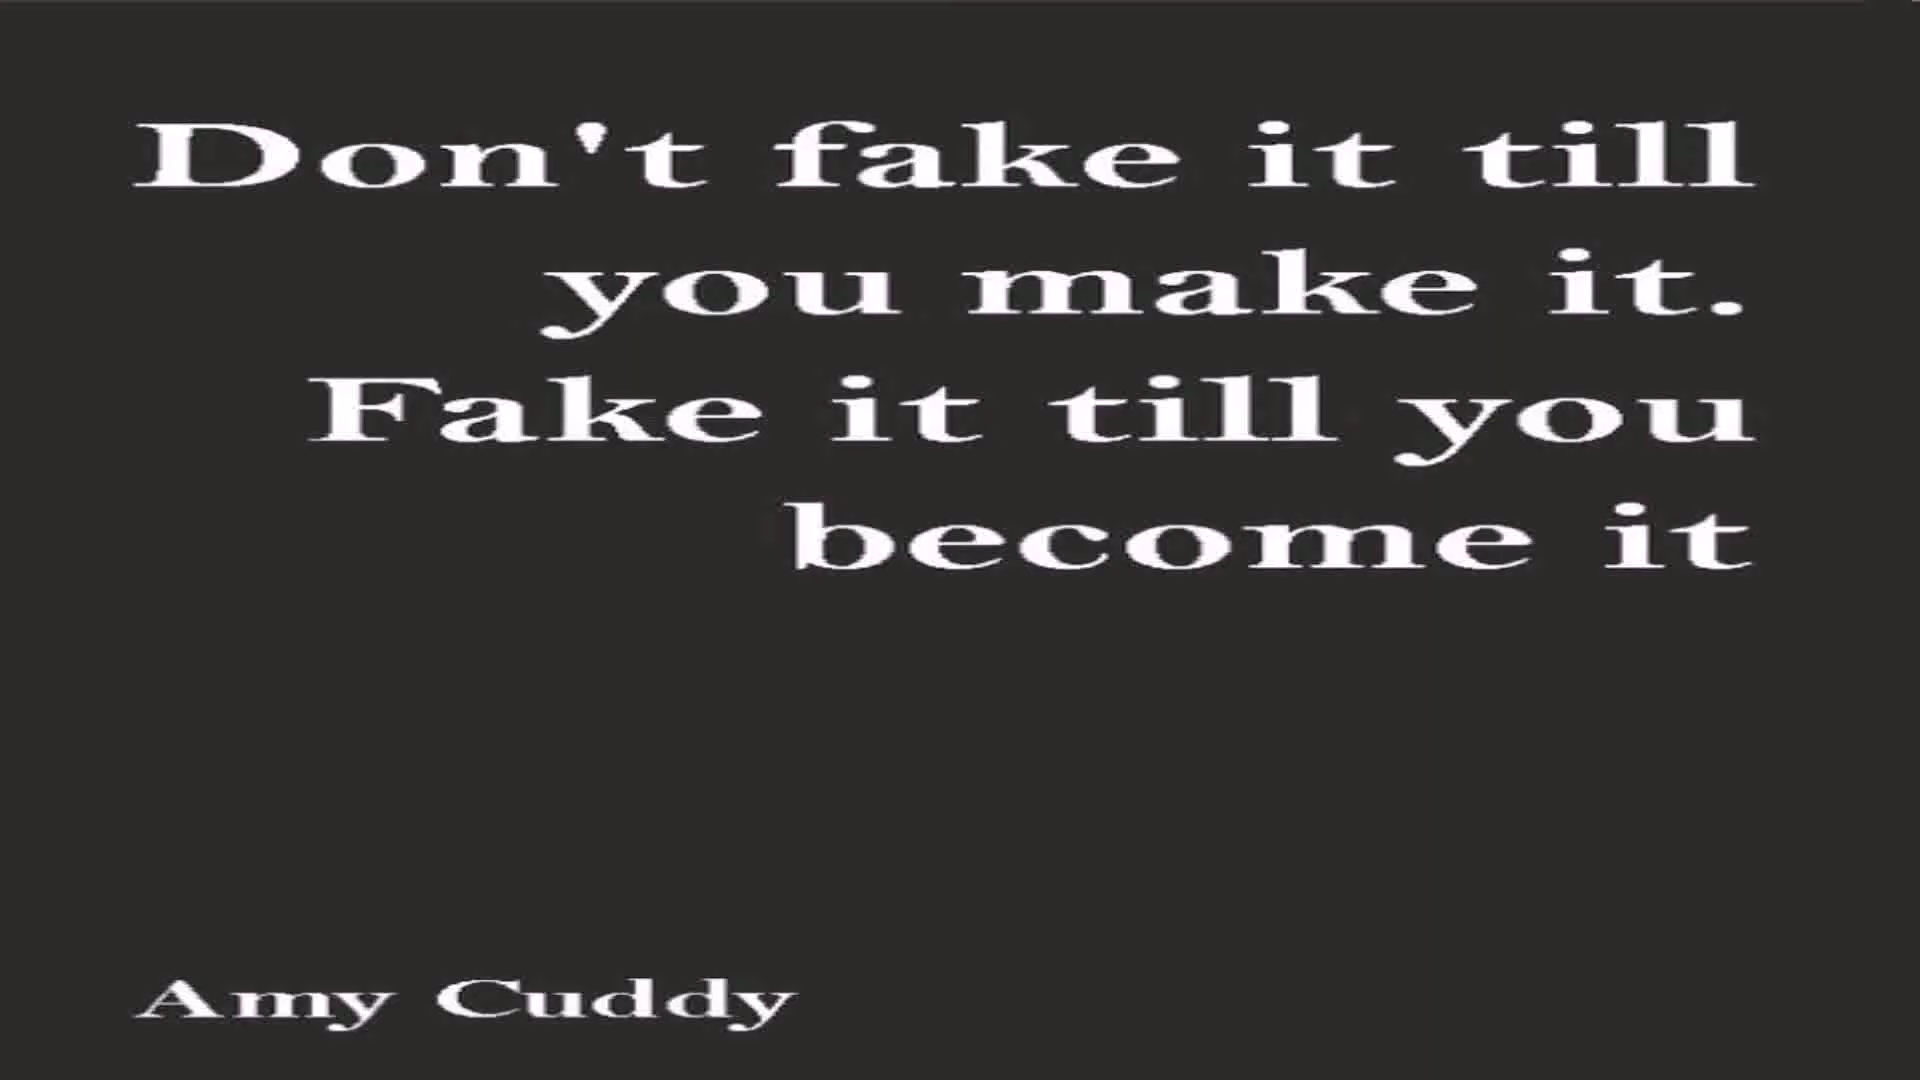 Don't fake it till
you make it.
Fake it till you
become it
Amy Cuddy